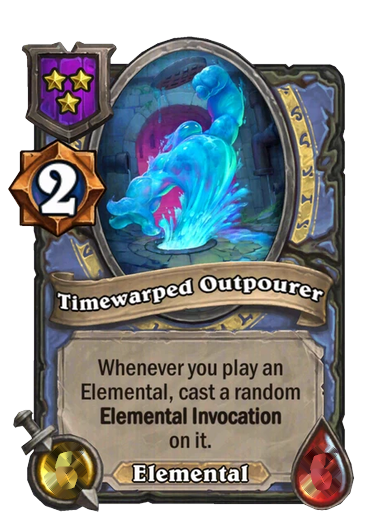 2
Timewarped Outpourer
Whenever you play an
Elemental, cast a random
Elemental Invocation
on it.
Elemental